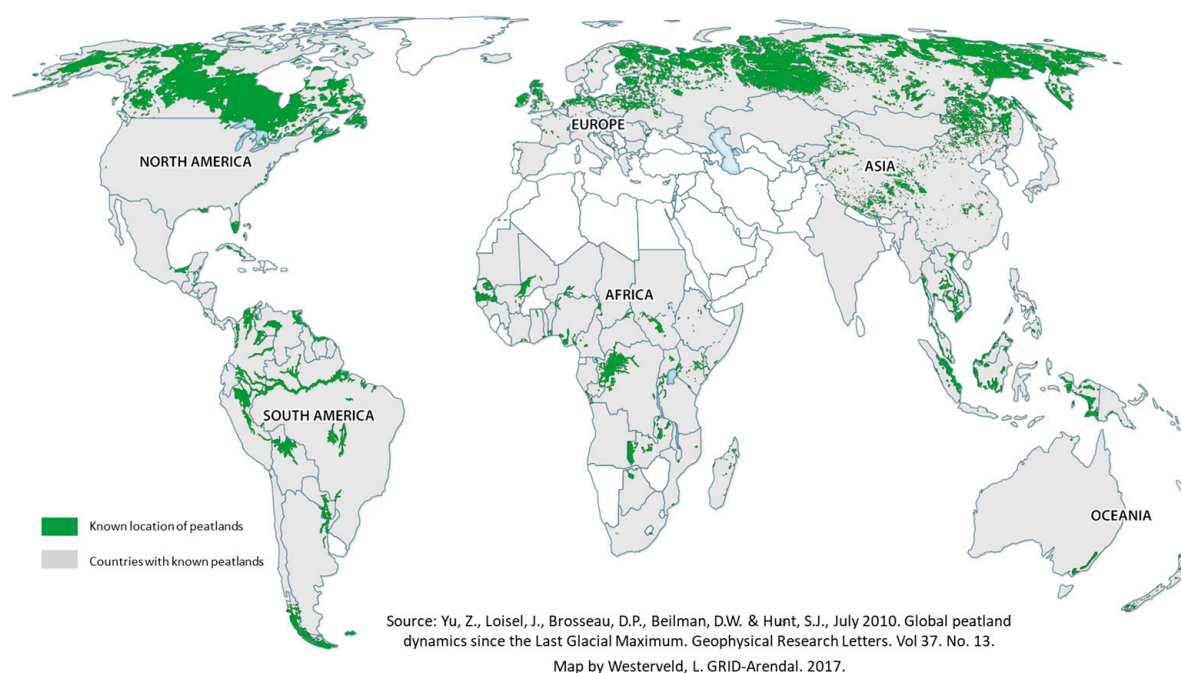 NORTH AMERICA
EUROPE
ASIA
AFRICA
SOUTH AMERICA
OCEANIA
Known location of peatlands
Countries with known peatlands
Source: Yu, Z., Loisel, J., Brosseau, D.P., Beilman, D.W. & Hunt, S.J., July 2010. Global peatland
dynamics since the Last Glacial Maximum. Geophysical Research Letters. Vol 37. No. 13.
Map by Westerveld, L. GRID-Arendal. 2017.